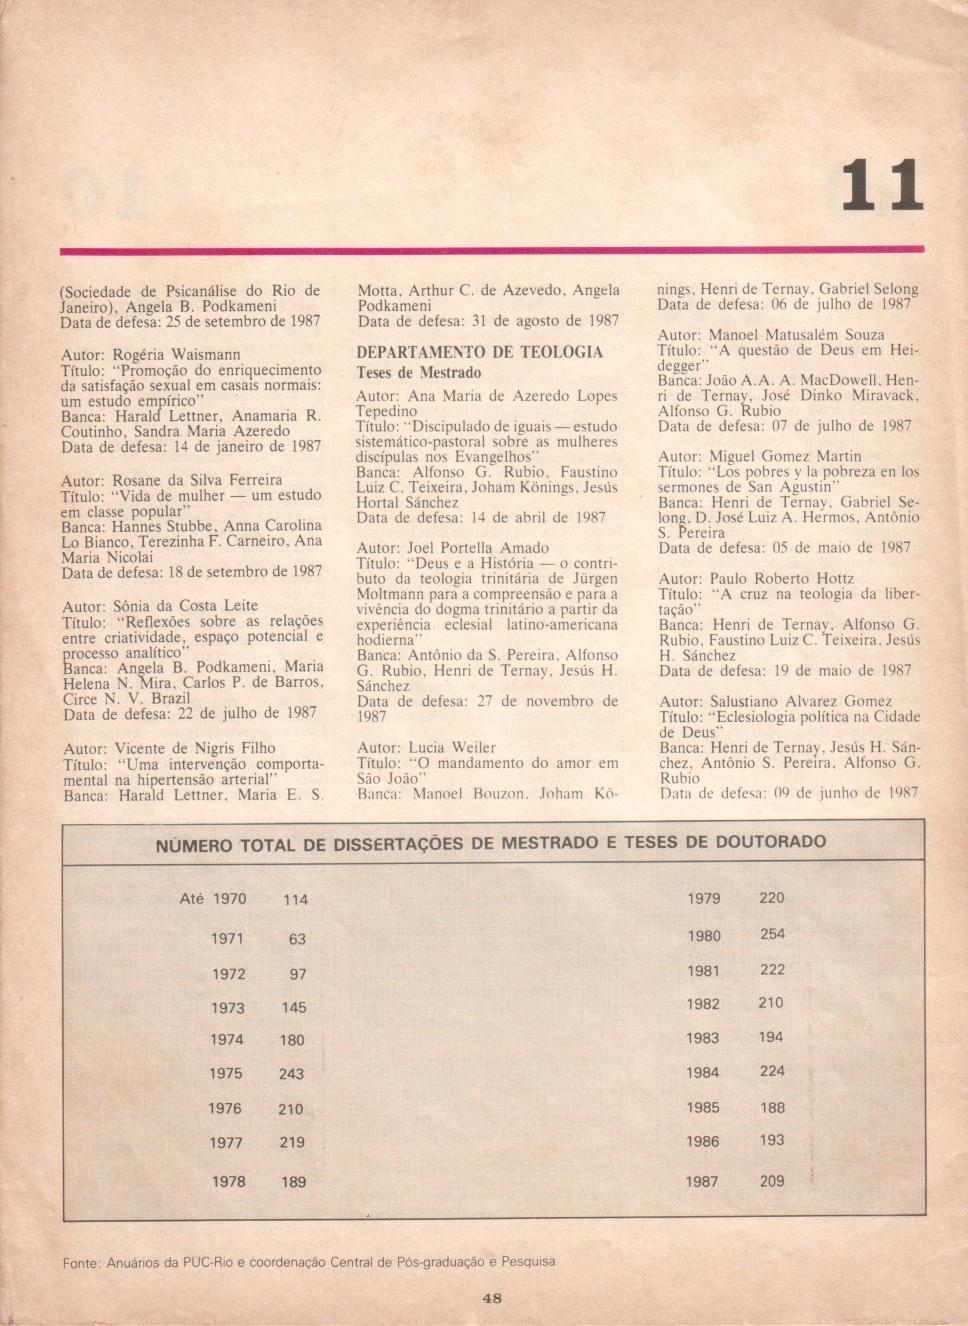 11
(Sociedade de Psicanálise do Rio de
Janeiro), Angela B. Podkameni
Data de defesa: 25 de setembro de 1987
Autor: Rogéria Waismann
Título: “Promoção do enriquecimento
da satisfação sexual em casais normais:
um estudo empírico”
Banca: Harald Lettner, Anamaria R.
Coutinho, Sandra Maria Azeredo
Data de defesa: 14 de janeiro de 1987
Autor: Rosane da Silva Ferreira
Título: “Vida de mulher — um estudo
em classe popular”
Banca: Hannes Stubbe, Anna Carolina
Lo Bianco, Terezinha F. Carneiro, Ana
Maria Nicolai
Data de defesa: 18 de setembro de 1987
Autor: Sônia da Costa Leite
Título: “Reflexões sobre as relações
entre criatividade, espaço potencial e
processo analítico”
Banca: Angela B. Podkameni, Maria
Helena N. Mira, Carlos P. de Barros,
Circe N. V. Brazil
Data de defesa: 22 de julho de 1987
Autor: Vicente de Nigris Filho
Título: “Uma intervenção comporta-
mental na hipertensão arterial”
Banca: Harald Lettner, Maria E. S.
Motta, Arthur C. de Azevedo, Angela
Podkameni
Data de defesa: 31 de agosto de 1987
DEPARTAMENTO DE TEOLOGIA
Teses de Mestrado
Autor: Ana Maria de Azeredo Lopes
Tepedino
Título: “Discipulado de iguais — estudo
sistemático-pastoral sobre as mulheres
discípulas nos Evangelhos”
Banca: Alfonso G. Rubio, Faustino
Luiz C. Teixeira, Joham Könings, Jesús
Hortal Sánchez
Data de defesa: 14 de abril de 1987
Autor: Joel Portella Amado
Título: “Deus e a História — o contri-
buto da teologia trinitária de Jürgen
Moltmann para a compreensão e para a
vivência do dogma trinitário a partir da
experiência eclesial latino-americana
hodierna”
Banca: Antônio da S. Pereira, Alfonso
G. Rubio, Henri de Ternay, Jesús H.
Sánchez
Data de defesa: 27 de novembro de
1987
Autor: Lucia Weiler
Título: “O mandamento do amor em
São João”
Banca: Manoel Bouzon, Joham Kö-
nings, Henri de Ternay, Gabriel Selong
Data de defesa: 06 de julho de 1987
Autor: Manoel Matusalém Souza
Título: “A questão de Deus em Hei-
degger”
Banca: João A.A. A. MacDowell, Hen-
ri de Ternay, José Dinko Miravack,
Alfonso G. Rubio
Data de defesa: 07 de julho de 1987
Autor: Miguel Gomez Martin
Título: “Los pobres y la pobreza en los
sermones de San Agustin”
Banca: Henri de Ternay, Gabriel Se-
long, D. José Luiz A. Hermos, Antônio
S. Pereira
Data de defesa: 05 de maio de 1987
Autor: Paulo Roberto Hottz
Título: “A cruz na teologia da liber-
tação”
Banca: Henri de Ternay, Alfonso G.
Rubio, Faustino Luiz C. Teixeira, Jesús
H. Sánchez
Data de defesa: 19 de maio de 1987
Autor: Salustiano Alvarez Gomez
Título: “Eclesiologia política na Cidade
de Deus”
Banca: Henri de Ternay, Jesús H. Sán-
chez, Antônio S. Pereira, Alfonso G.
Rubio
Data de defesa: 09 de junho de 1987
NÚMERO TOTAL DE DISSERTAÇÕES DE MESTRADO E TESES DE DOUTORADO
Até 1970 114 1979 220
1971 63 1980 254
1972 97 1981 222
1973 145 1982 210
1974 180 1983 194
1975 243 1984 224
1976 210 1985 188
1977 219 1986 193
1978 189 1987 209
Fonte: Anuários da PUC-Rio e coordenação Central de Pós-graduação e Pesquisa
48